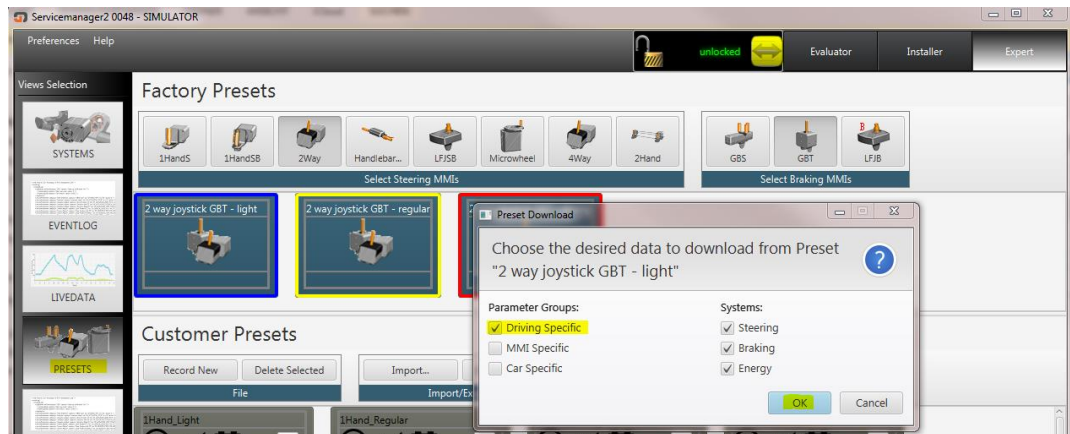 Servicemanager2 0048 - SIMULATOR
Preferences Help
unlocked Evaluator Installer Expert
Views Selection
SYSTEMS
EVENTLOG
LIVEDATA
PRESETS
Factory Presets
1HandS 1HandSB 2Way Handlebar... LFJSB Microwheel 4Way 2Hand
Select Steering MMIs
GBS GBT LFJB
B
Select Braking MMIs
2 way joystick GBT - light
2 way joystick GBT - regular
Preset Download
Choose the desired data to download from Preset
"2 way joystick GBT - light"
?
Parameter Groups: Systems:
Driving Specific Steering
MMI Specific Braking
Car Specific Energy
OK Cancel
Customer Presets
Record New Delete Selected Import...
File Import/Ex
1Hand_Light 1Hand_Regular